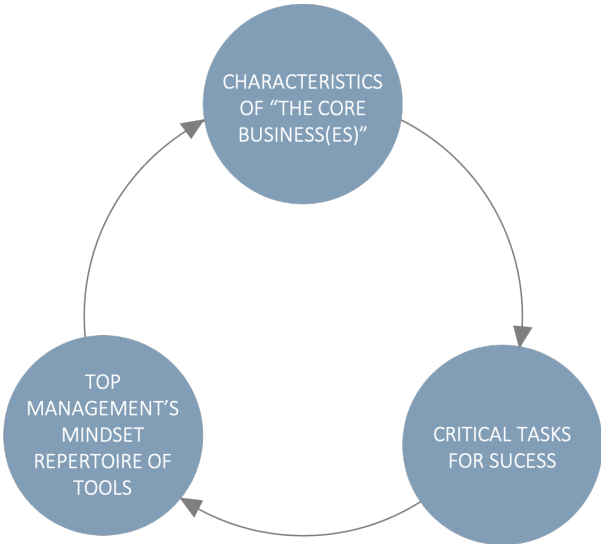 CHARACTERISTICS
OF “THE CORE
BUSINESS(ES)”
TOP
MANAGEMENT’S
MINDSET
REPERTOIRE OF
TOOLS
CRITICAL TASKS
FOR SUCESS